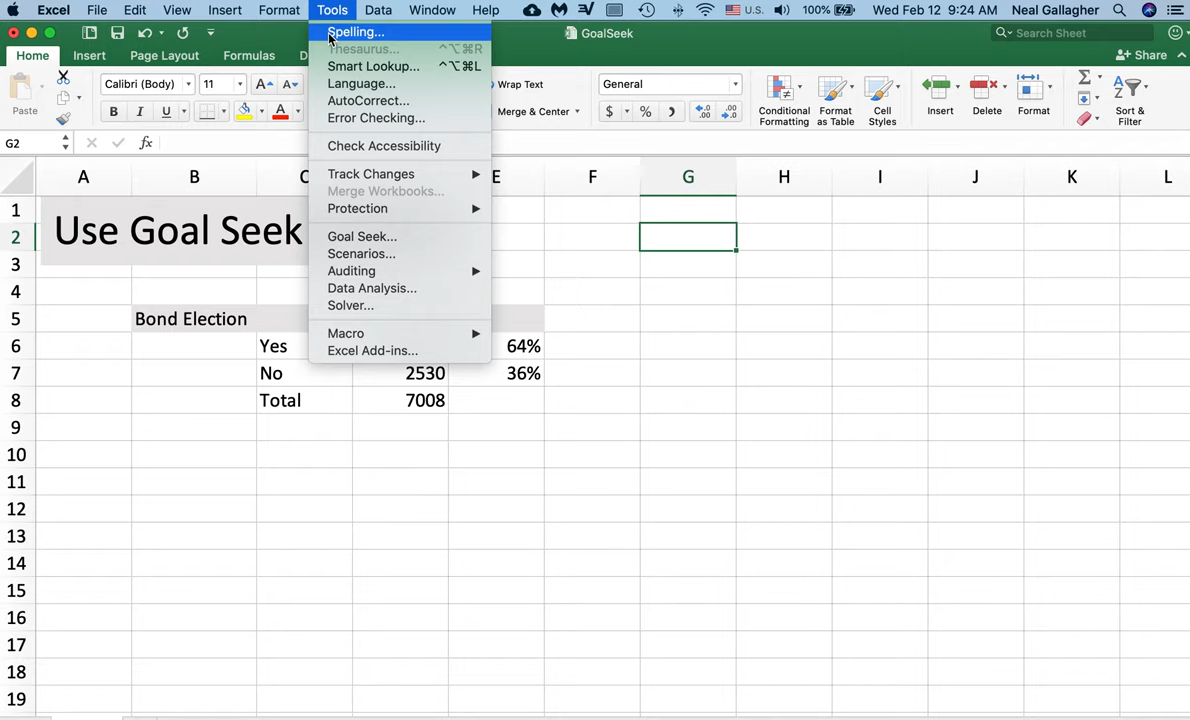 Excel File Edit View Insert Format Tools Data Window Help U.S. 100% Wed Feb 12 9:24 AM Neal Gallagher
GoalSeek
Search Sheet
Home Insert Page Layout Formulas D
Share
Paste
Calibri (Body) 11 A A
B I U A
Wrap Text
Merge & Center
General
$ % .0 .00 .00 .0
Conditional Formatting
Format as Table
Cell Styles
Insert
Delete
Format
Sort & Filter
Spelling...
Thesaurus... ^⌥⌘R
Smart Lookup... ^⌥⌘L
Language...
AutoCorrect...
Error Checking...
Check Accessibility
Track Changes
Merge Workbooks...
Protection
Goal Seek...
Scenarios...
Auditing
Data Analysis...
Solver...
Macro
Excel Add-ins...
G2 fx
A B C E F G H I J K L
1
2 Use Goal Seek
3
4
5 Bond Election
6 Yes 64%
7 No 2530 36%
8 Total 7008
9
10
11
12
13
14
15
16
17
18
19